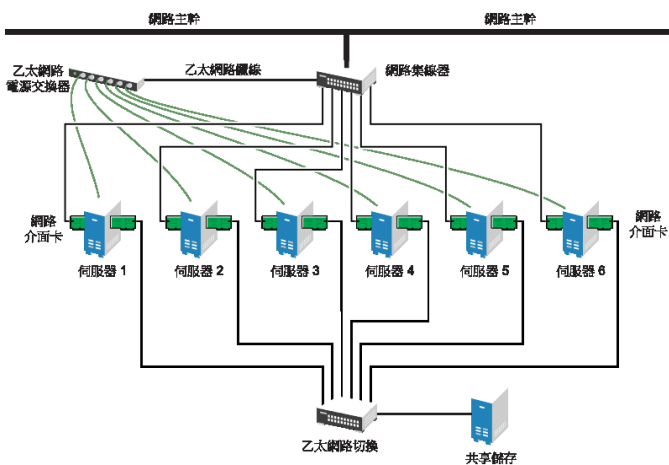 網路主幹
網路主幹
乙太網路
電源交換器
乙太網路纜線
網路集線器
網路
介面卡
網路
介面卡
伺服器 1
伺服器 2
伺服器 3
伺服器 4
伺服器 5
伺服器 6
乙太網路切換
共享儲存